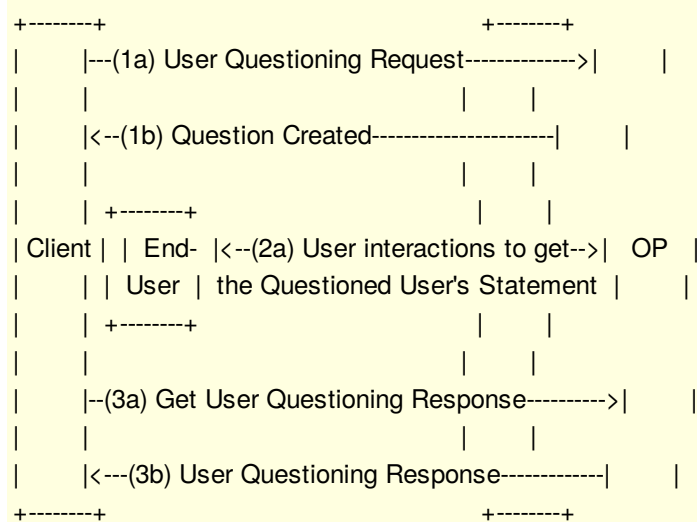 +--------+                                                +--------+
|        |---(1a) User Questioning Request-------------->|        |
|        |                                                |        |
|        |<--(1b) Question Created-----------------------|        |
|        |                                                |        |
|        |  +--------+                                    |        |
| Client |  |  End-  |<--(2a) User interactions to get-->|   OP   |
|        |  |  User  |  the Questioned User's Statement  |        |
|        |  +--------+                                    |        |
|        |                                                |        |
|        |--(3a) Get User Questioning Response---------->|        |
|        |                                                |        |
|        |<---(3b) User Questioning Response-------------|        |
+--------+                                                +--------+